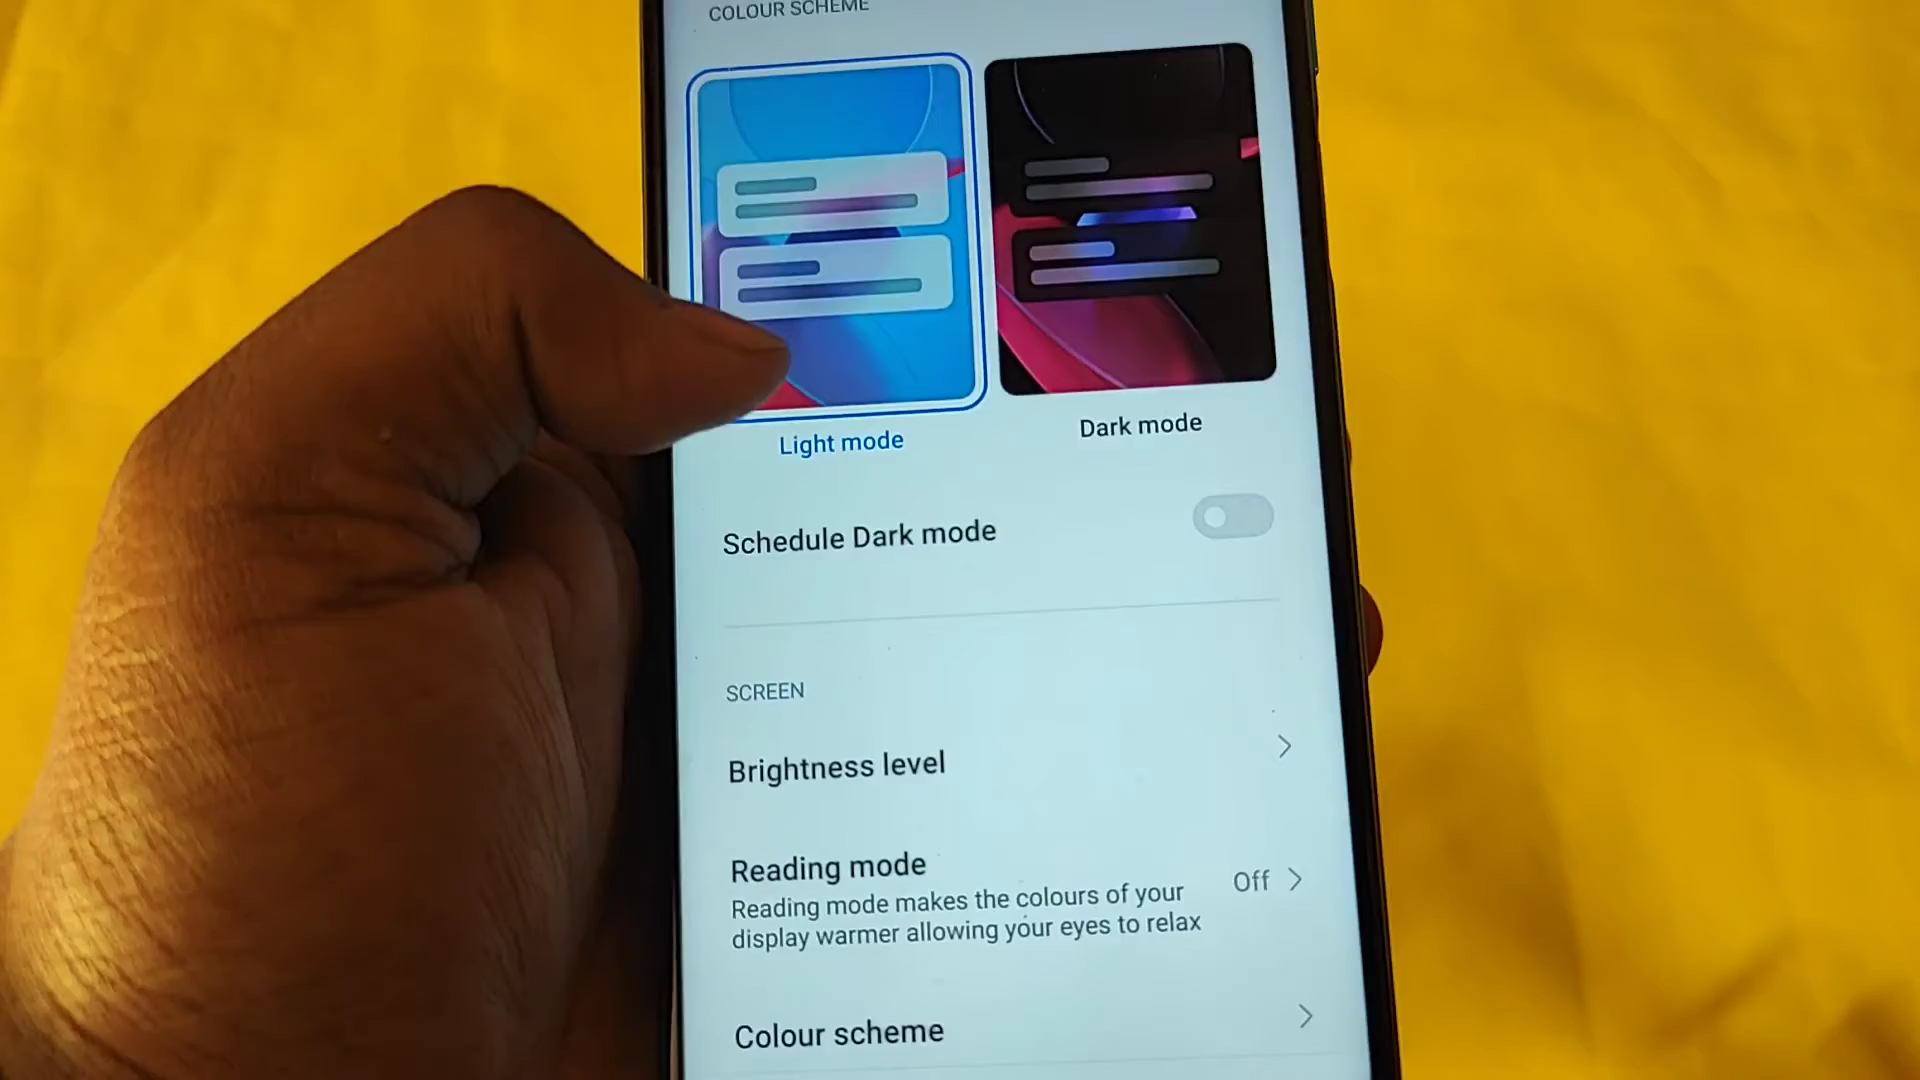 COLOUR SCHEME
Light mode
Dark mode
Schedule Dark mode
SCREEN
Brightness level
Reading mode
Off
Reading mode makes the colours of your
display warmer allowing your eyes to relax
Colour scheme